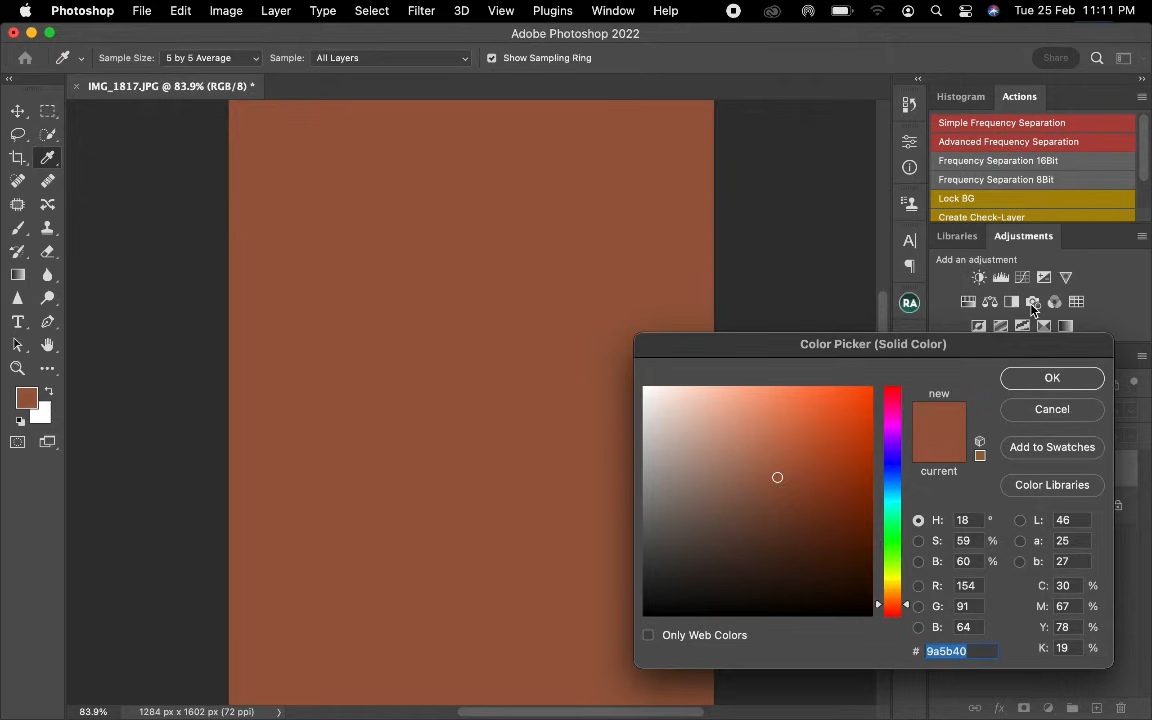 Photoshop File Edit Image Layer Type Select Filter 3D View Plugins Window Help Tue 25 Feb 11:11 PM
Adobe Photoshop 2022
Sample Size: 5 by 5 Average Sample: All Layers Show Sampling Ring Share
× IMG_1817.JPG @ 83.9% (RGB/8) *
Histogram Actions
Simple Frequency Separation
Advanced Frequency Separation
Frequency Separation 16Bit
Frequency Separation 8Bit
Lock BG
Create Check-Layer
Libraries Adjustments
Add an adjustment
RA
Color Picker (Solid Color)
new
current
OK
Cancel
Add to Swatches
Color Libraries
H: 18 ° L: 46
S: 59 % a: 25
B: 60 % b: 27
R: 154 C: 30 %
G: 91 M: 67 %
B: 64 Y: 78 %
# 9a5b40 K: 19 %
Only Web Colors
83.9% 1284 px x 1602 px (72 ppi)